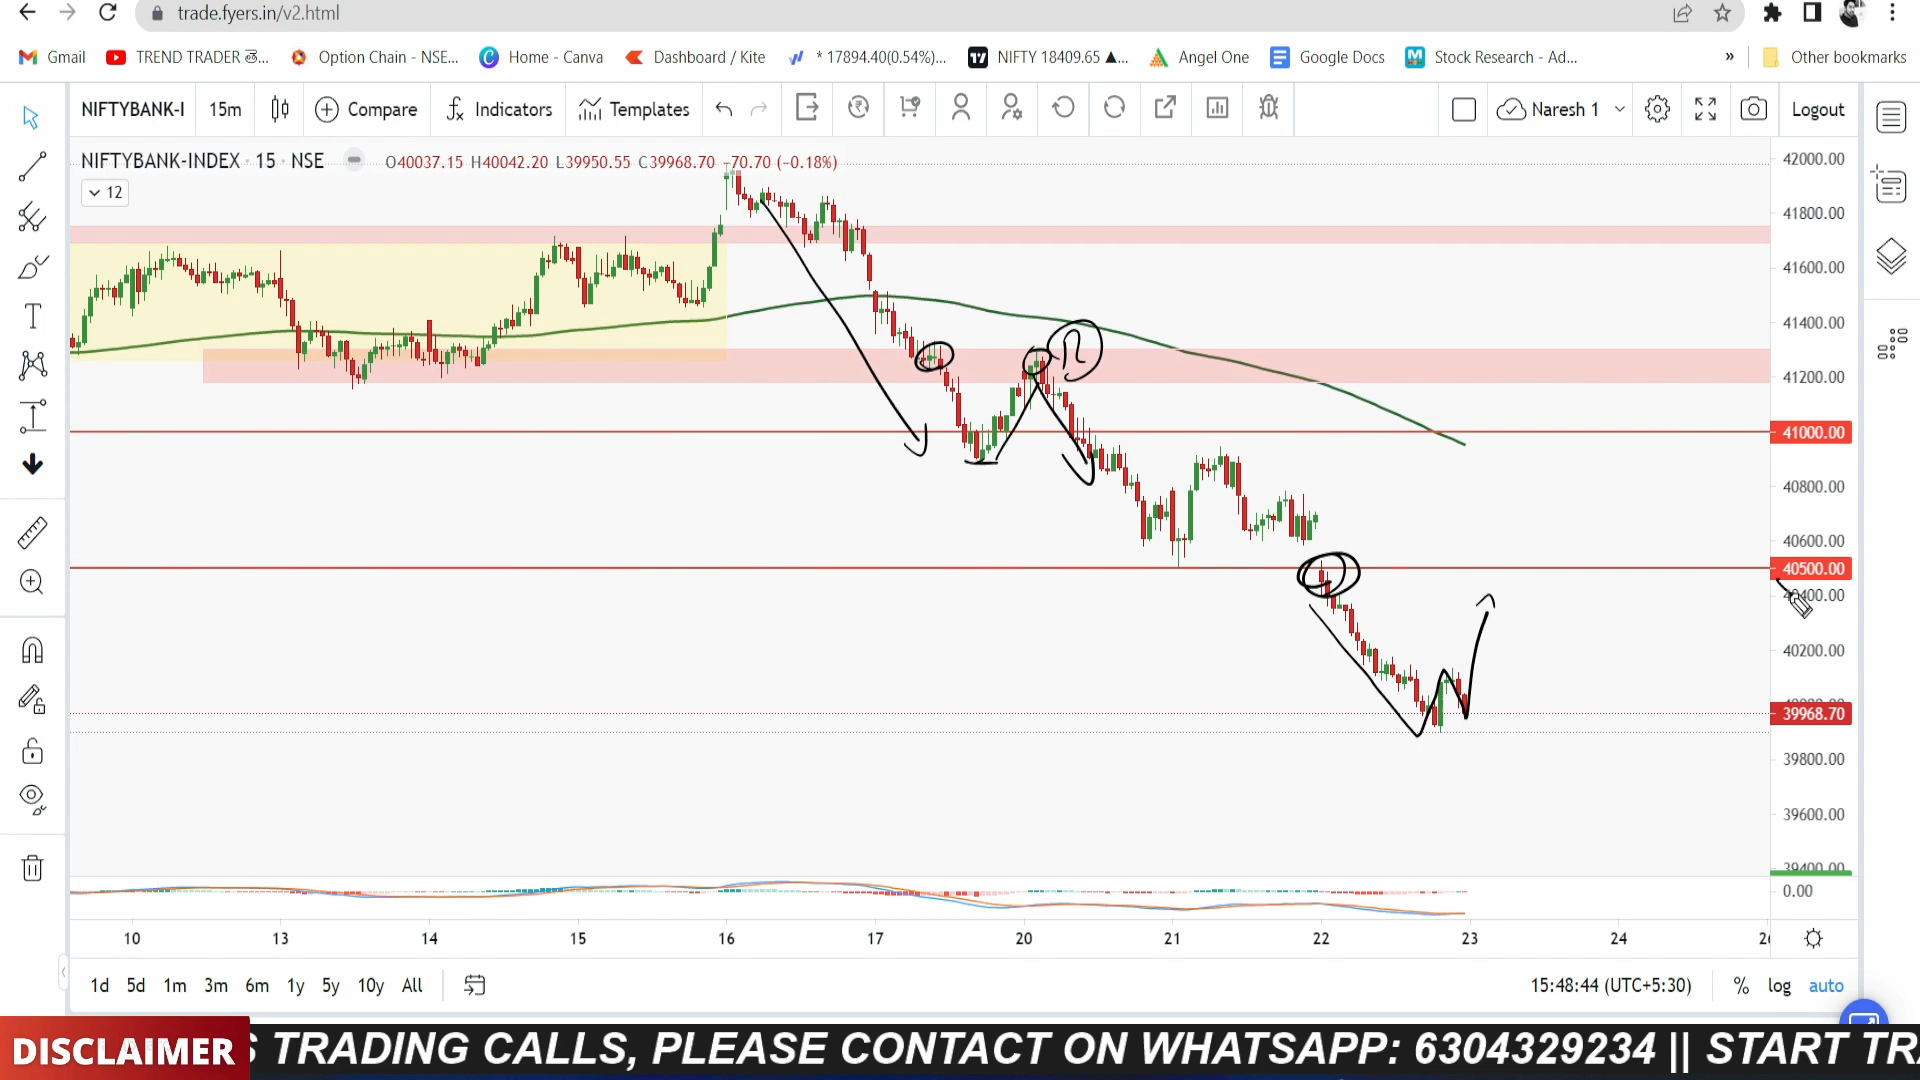 trade.fyers.in/v2.html
Gmail TREND TRADER తె... Option Chain - NSE... Home - Canva Dashboard / Kite * 17894.40(0.54%)... NIFTY 18409.65 ▲... Angel One Google Docs Stock Research - Ad... » Other bookmarks
NIFTYBANK-I 15m Compare Indicators Templates Naresh 1 Logout
NIFTYBANK-INDEX · 15 · NSE O40037.15 H40042.20 L39950.55 C39968.70 −70.70 (−0.18%)
12
42000.00
41800.00
41600.00
41400.00
41200.00
41000.00
40800.00
40600.00
40500.00
40400.00
40200.00
39968.70
39800.00
39600.00
39400.00
0.00
10 13 14 15 16 17 20 21 22 23 24
1d 5d 1m 3m 6m 1y 5y 10y All 15:48:44 (UTC+5:30) % log auto
DISCLAIMER S TRADING CALLS, PLEASE CONTACT ON WHATSAPP: 6304329234 || START TR